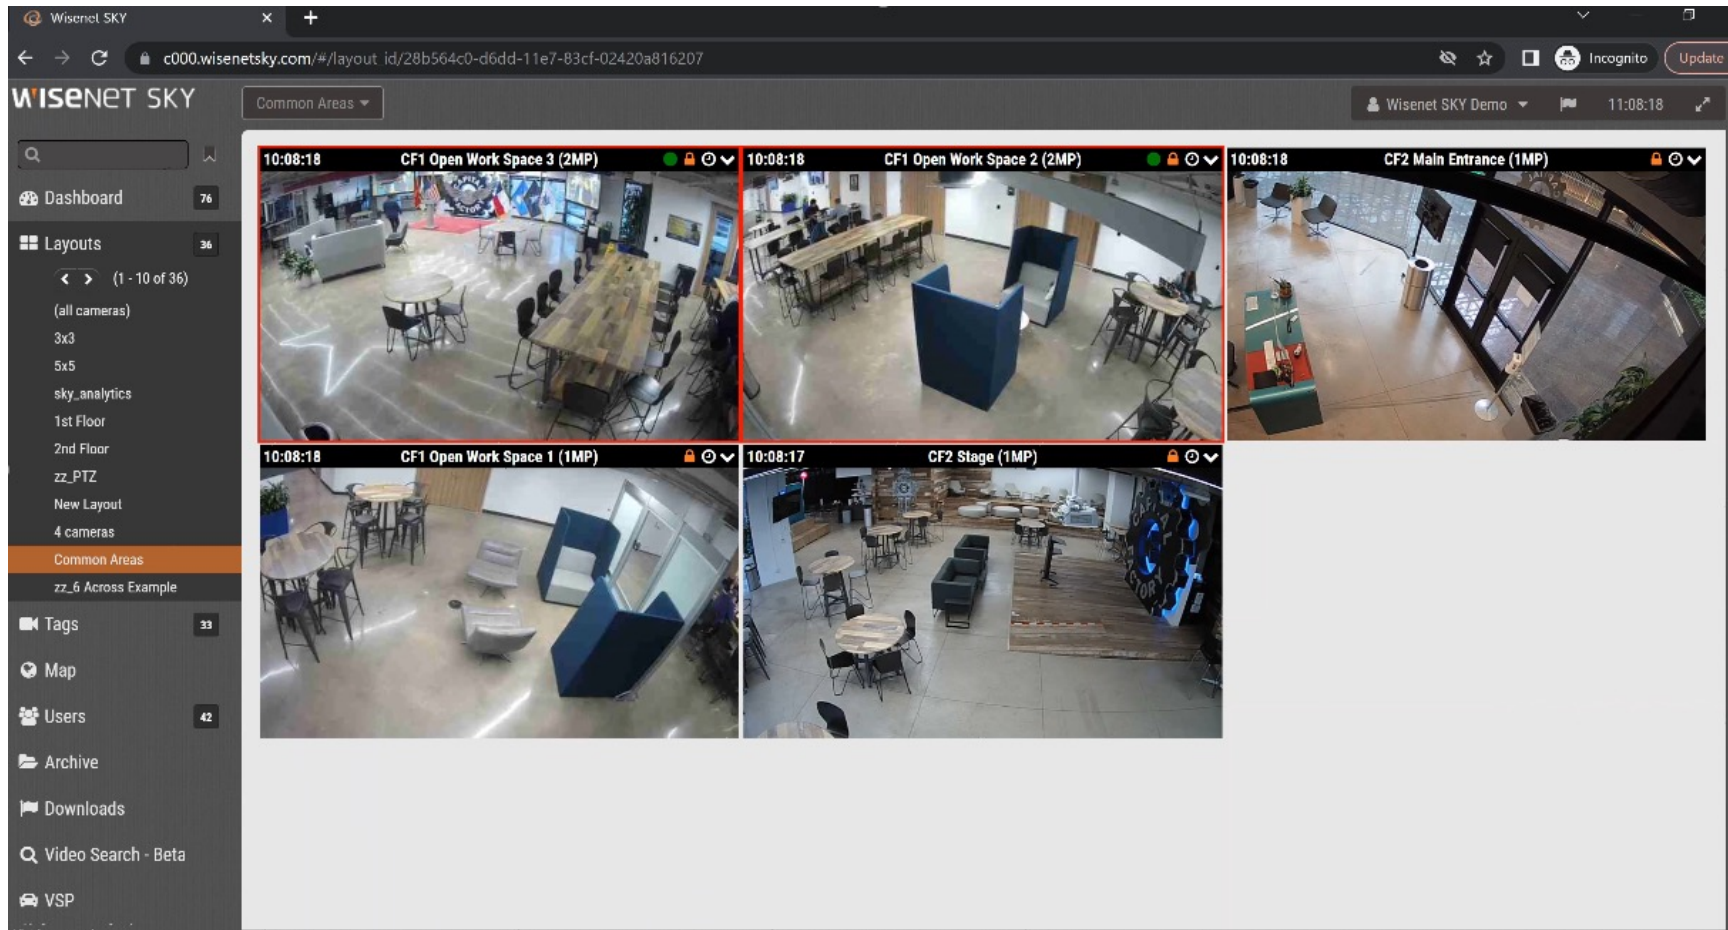 Wisenet SKY
c000.wisenetsky.com/#/layout_id/28b564c0-d6dd-11e7-83cf-02420a816207
Incognito
Update
WISENET SKY
Common Areas
Wisenet SKY Demo
11:08:18
Dashboard 76
Layouts 36
(1 - 10 of 36)
(all cameras)
3x3
5x5
sky_analytics
1st Floor
2nd Floor
zz_PTZ
New Layout
4 cameras
Common Areas
zz_6 Across Example
Tags 33
Map
Users 42
Archive
Downloads
Video Search - Beta
VSP
10:08:18 CF1 Open Work Space 3 (2MP)
10:08:18 CF1 Open Work Space 2 (2MP)
10:08:18 CF2 Main Entrance (1MP)
10:08:18 CF1 Open Work Space 1 (1MP)
10:08:17 CF2 Stage (1MP)
FACTORY